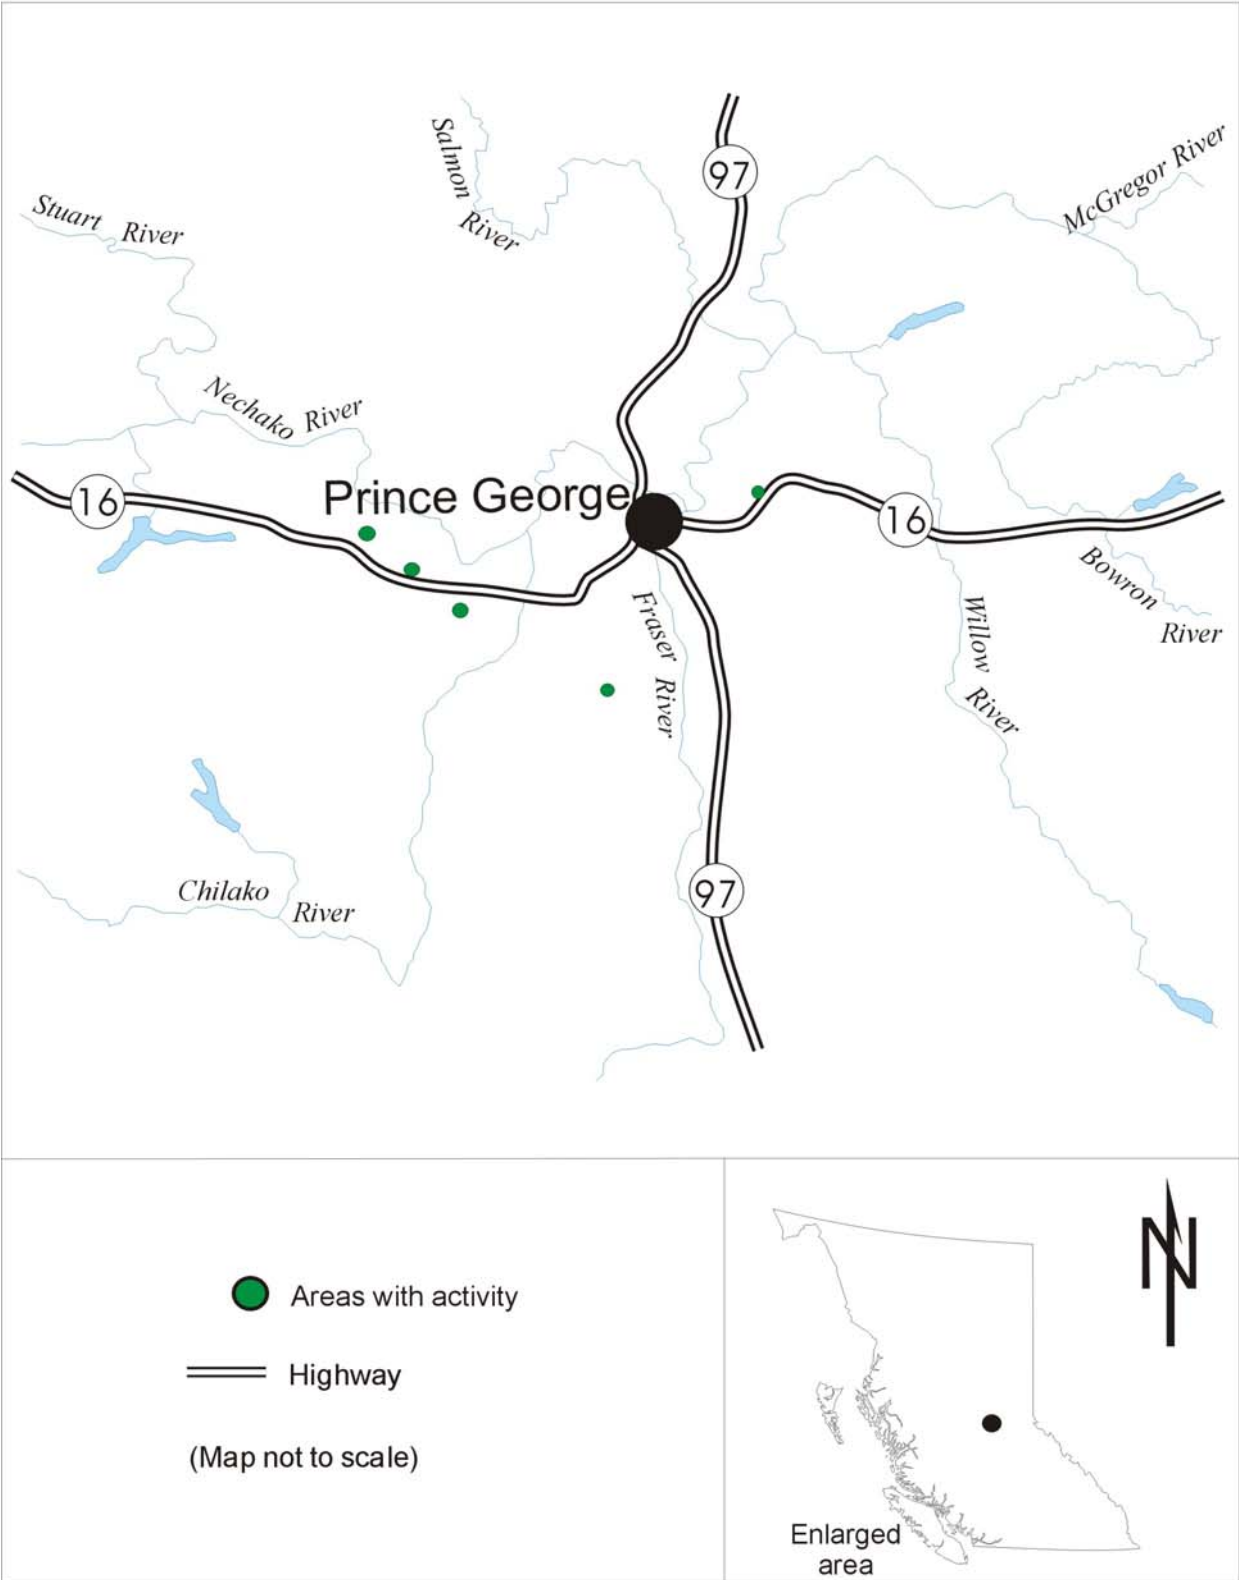 Salmon
River
97
McGregor River
Stuart River
Nechako River
Prince George
16
16
Bowron
River
Fraser
River
Willow
River
Chilako
River
97
Areas with activity
Highway
(Map not to scale)
N
Enlarged
area